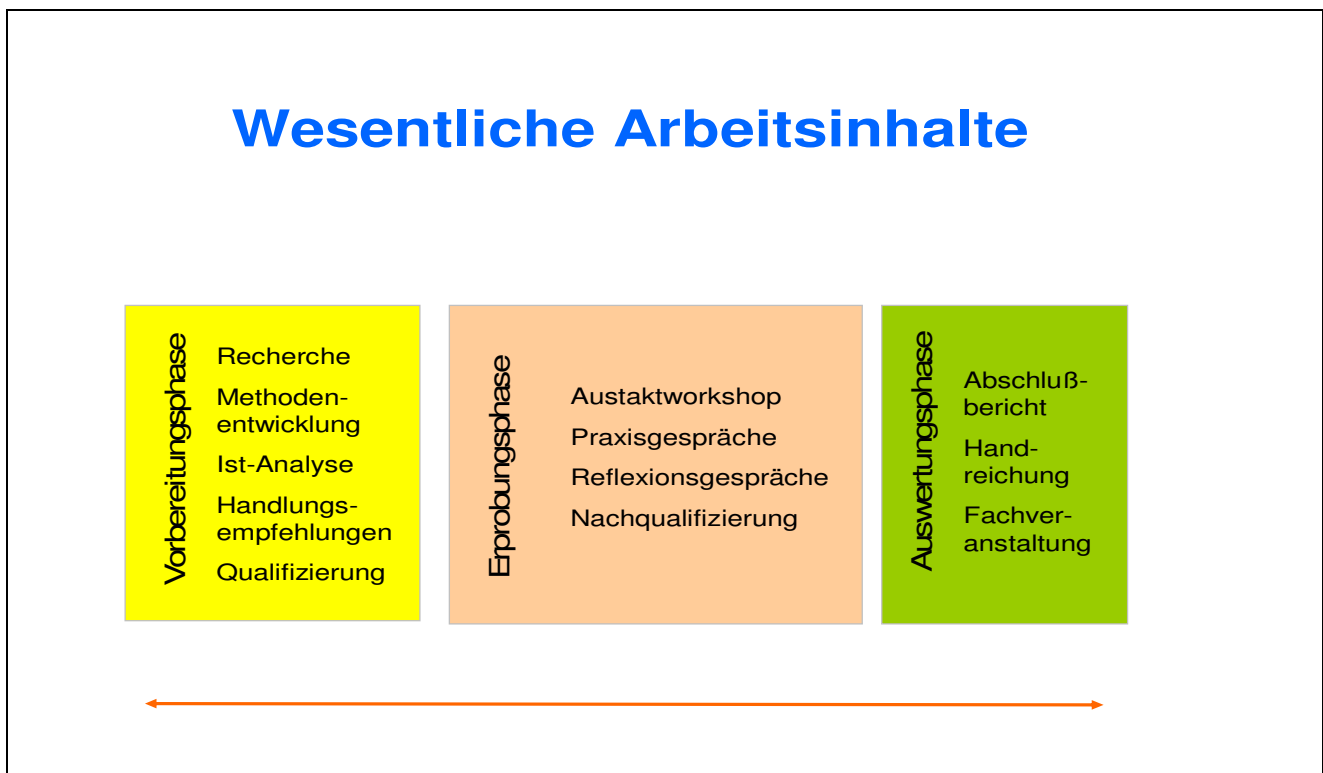 Wesentliche Arbeitsinhalte
Vorbereitungsphase
Recherche
Methoden-
entwicklung
Ist-Analyse
Handlungs-
empfehlungen
Qualifizierung
Erprobungsphase
Austaktworkshop
Praxisgespräche
Reflexionsgespräche
Nachqualifizierung
Auswertungsphase
Abschluß-
bericht
Hand-
reichung
Fachver-
anstaltung